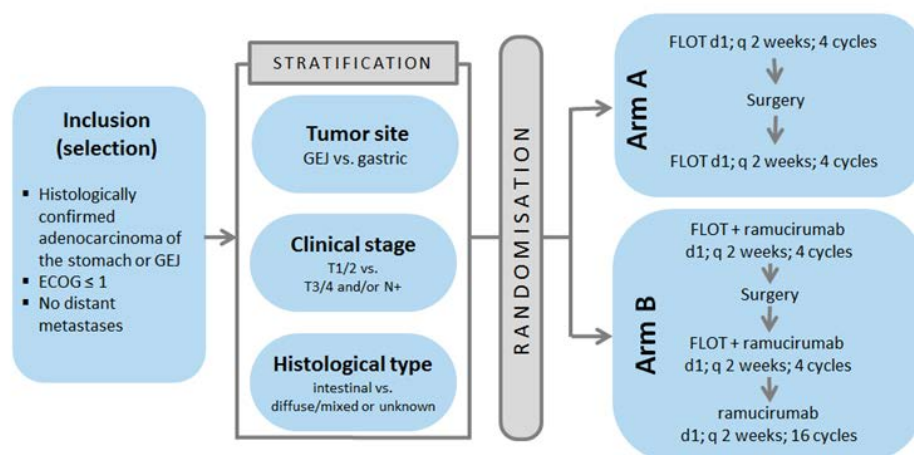 Inclusion
(selection)
▪ Histologically
confirmed
adenocarcinoma of
the stomach or GEJ
▪ ECOG ≤ 1
▪ No distant
metastases
STRATIFICATION
Tumor site
GEJ vs. gastric
Clinical stage
T1/2 vs.
T3/4 and/or N+
Histological type
intestinal vs.
diffuse/mixed or unknown
RANDOMISATION
Arm A
FLOT d1; q 2 weeks; 4 cycles
Surgery
FLOT d1; q 2 weeks; 4 cycles
Arm B
FLOT + ramucirumab
d1; q 2 weeks; 4 cycles
Surgery
FLOT + ramucirumab
d1; q 2 weeks; 4 cycles
ramucirumab
d1; q 2 weeks; 16 cycles